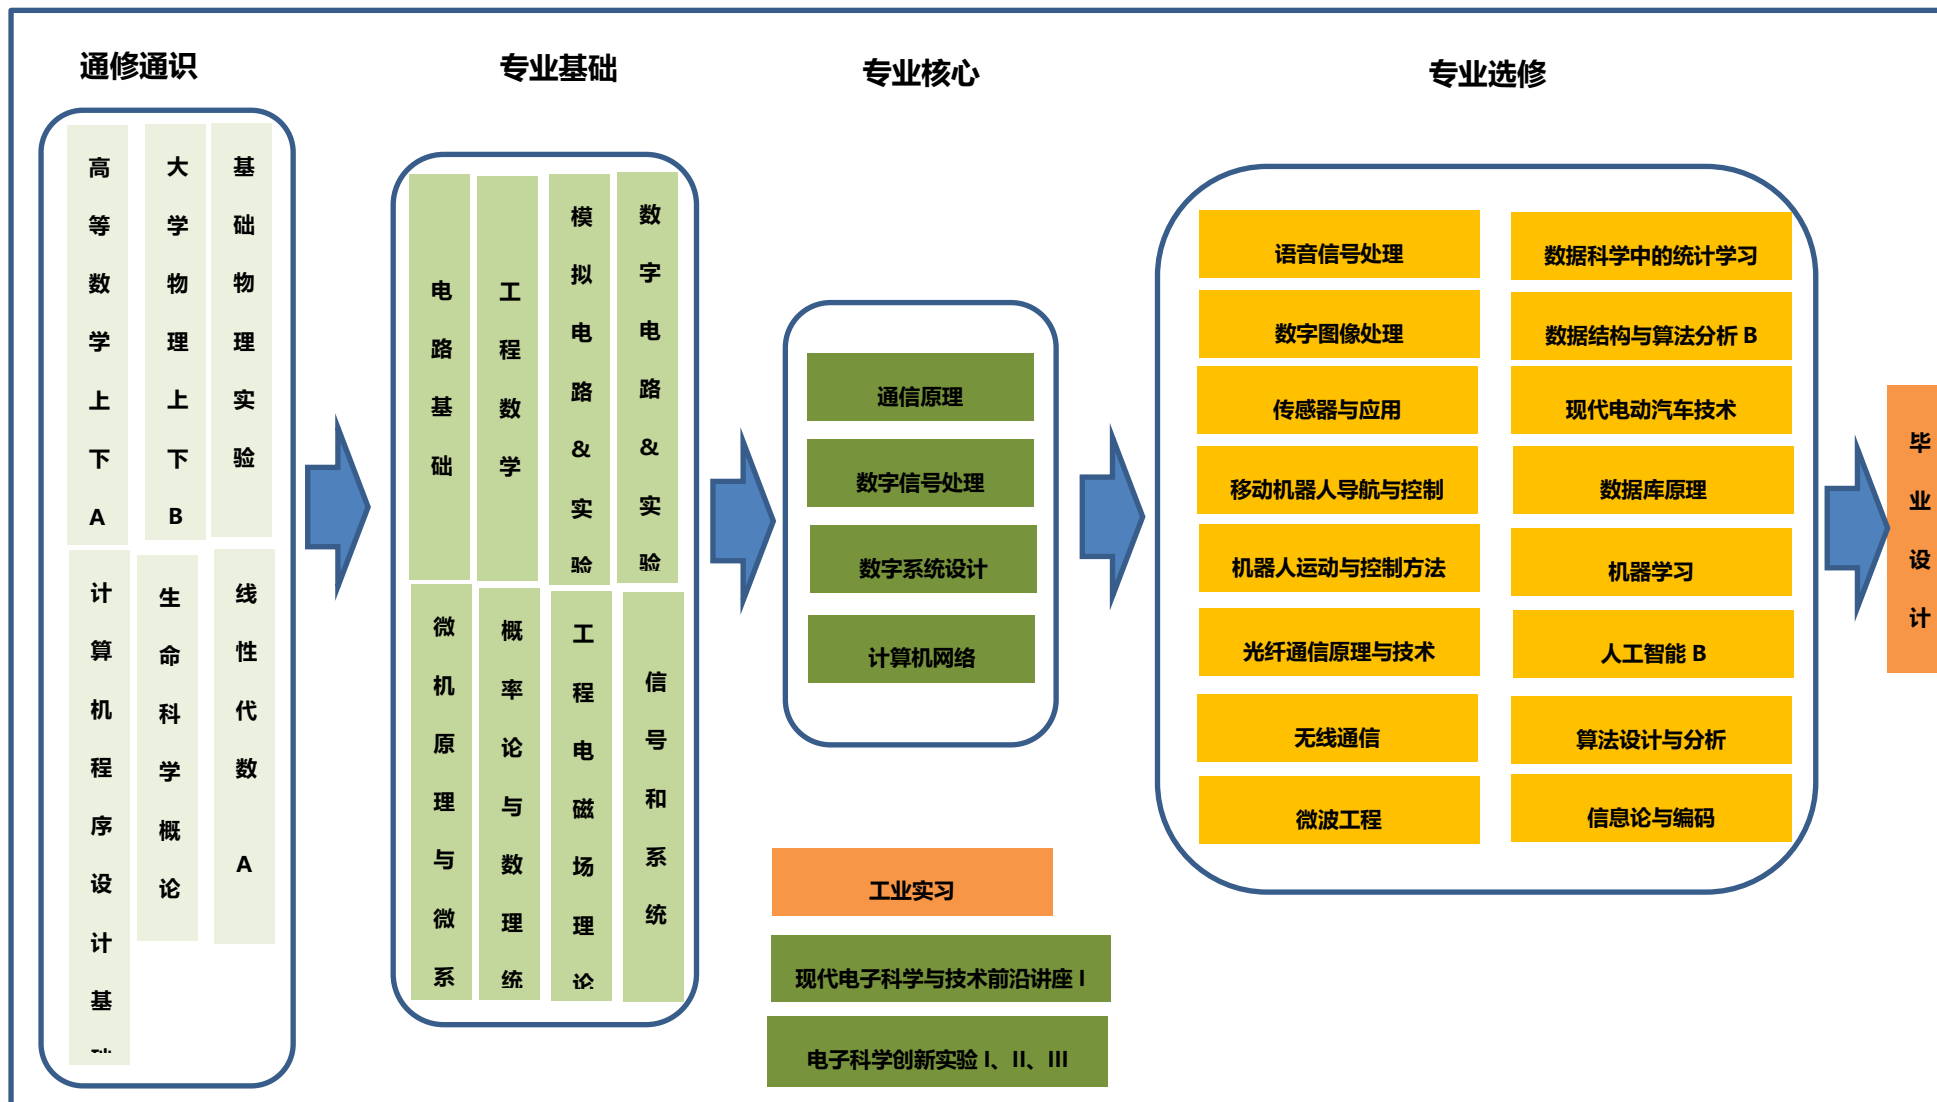 通修通识
专业基础
专业核心
专业选修
高等数学上下A
大学物理上下B
基础物理实验
计算机程序设计基
生命科学概论
线性代数A
电路基础
工程数学
模拟电路&实验
数字电路&实验
微机原理与微系
概率论与数理统
工程电磁场理论
信号和系统
通信原理
数字信号处理
数字系统设计
计算机网络
工业实习
现代电子科学与技术前沿讲座 I
电子科学创新实验 I、II、III
语音信号处理
数据科学中的统计学习
数字图像处理
数据结构与算法分析 B
传感器与应用
现代电动汽车技术
移动机器人导航与控制
数据库原理
机器人运动与控制方法
机器学习
光纤通信原理与技术
人工智能 B
无线通信
算法设计与分析
微波工程
信息论与编码
毕业设计